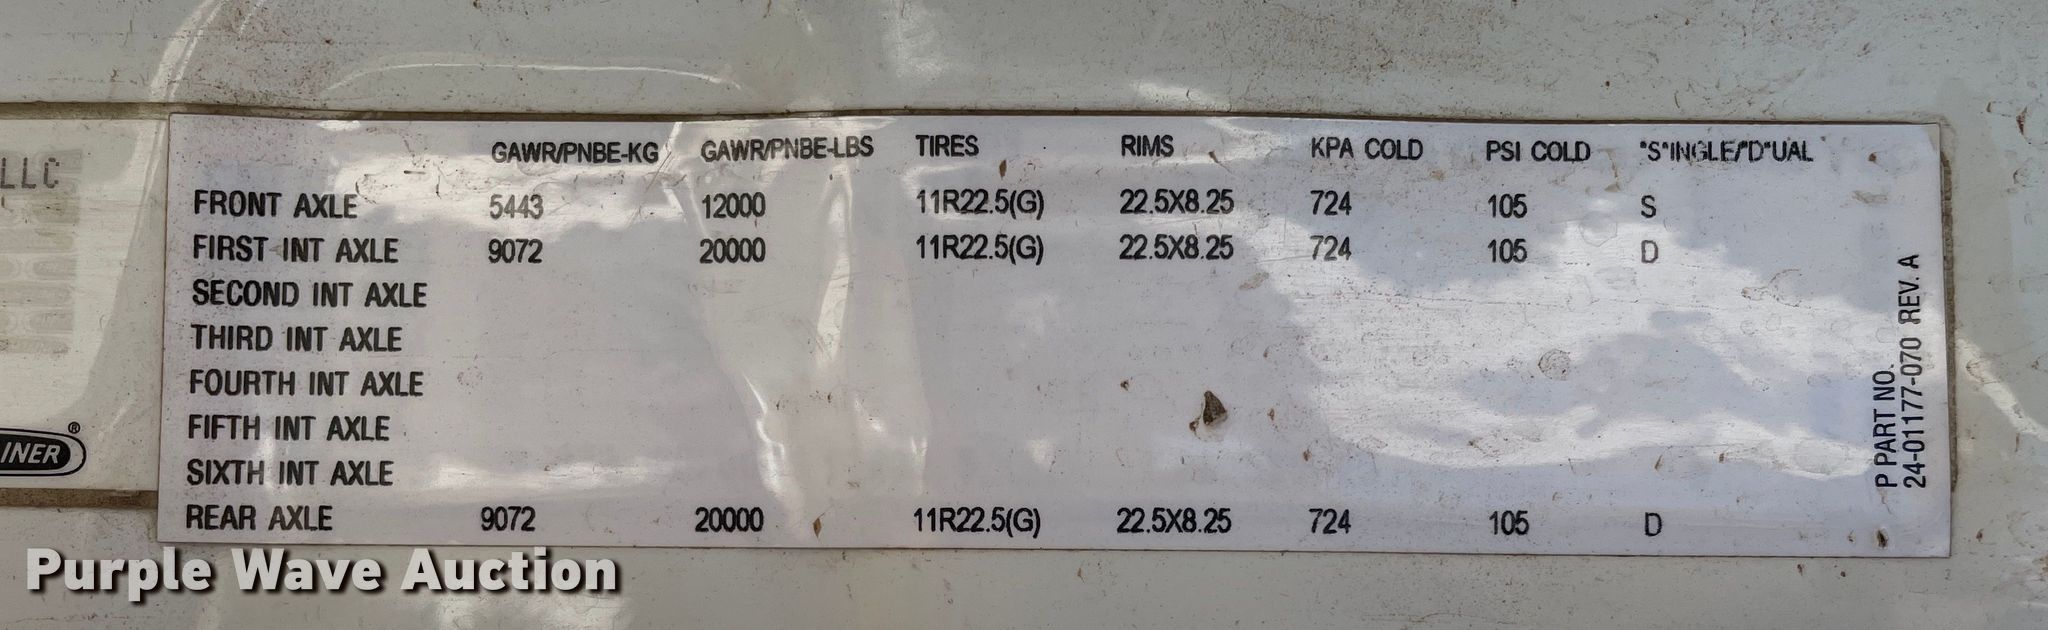 LLC
INER®
GAWR/PNBE-KG GAWR/PNBE-LBS TIRES RIMS KPA COLD PSI COLD "S"INGLE/"D"UAL
FRONT AXLE 5443 12000 11R22.5(G) 22.5X8.25 724 105 S
FIRST INT AXLE 9072 20000 11R22.5(G) 22.5X8.25 724 105 D
SECOND INT AXLE
THIRD INT AXLE
FOURTH INT AXLE
FIFTH INT AXLE
SIXTH INT AXLE
REAR AXLE 9072 20000 11R22.5(G) 22.5X8.25 724 105 D
P PART NO.
24-01177-070 REV. A
Purple Wave Auction